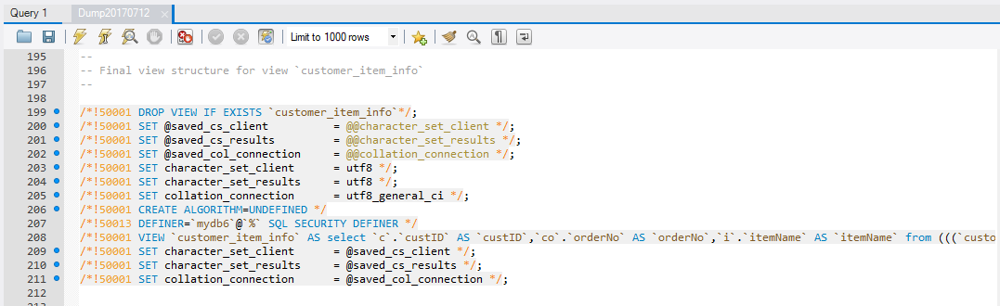 Query 1
Dump20170712
Limit to 1000 rows
195 --
196 -- Final view structure for view `customer_item_info`
197 --
198
199 /*!50001 DROP VIEW IF EXISTS `customer_item_info`*/;
200 /*!50001 SET @saved_cs_client          = @@character_set_client */;
201 /*!50001 SET @saved_cs_results         = @@character_set_results */;
202 /*!50001 SET @saved_col_connection     = @@collation_connection */;
203 /*!50001 SET character_set_client      = utf8 */;
204 /*!50001 SET character_set_results     = utf8 */;
205 /*!50001 SET collation_connection      = utf8_general_ci */;
206 /*!50001 CREATE ALGORITHM=UNDEFINED */
207 /*!50013 DEFINER=`mydb6`@`%` SQL SECURITY DEFINER */
208 /*!50001 VIEW `customer_item_info` AS select `c`.`custID` AS `custID`,`co`.`orderNo` AS `orderNo`,`i`.`itemName` AS `itemName` from (((`custo
209 /*!50001 SET character_set_client      = @saved_cs_client */;
210 /*!50001 SET character_set_results     = @saved_cs_results */;
211 /*!50001 SET collation_connection      = @saved_col_connection */;
212
213